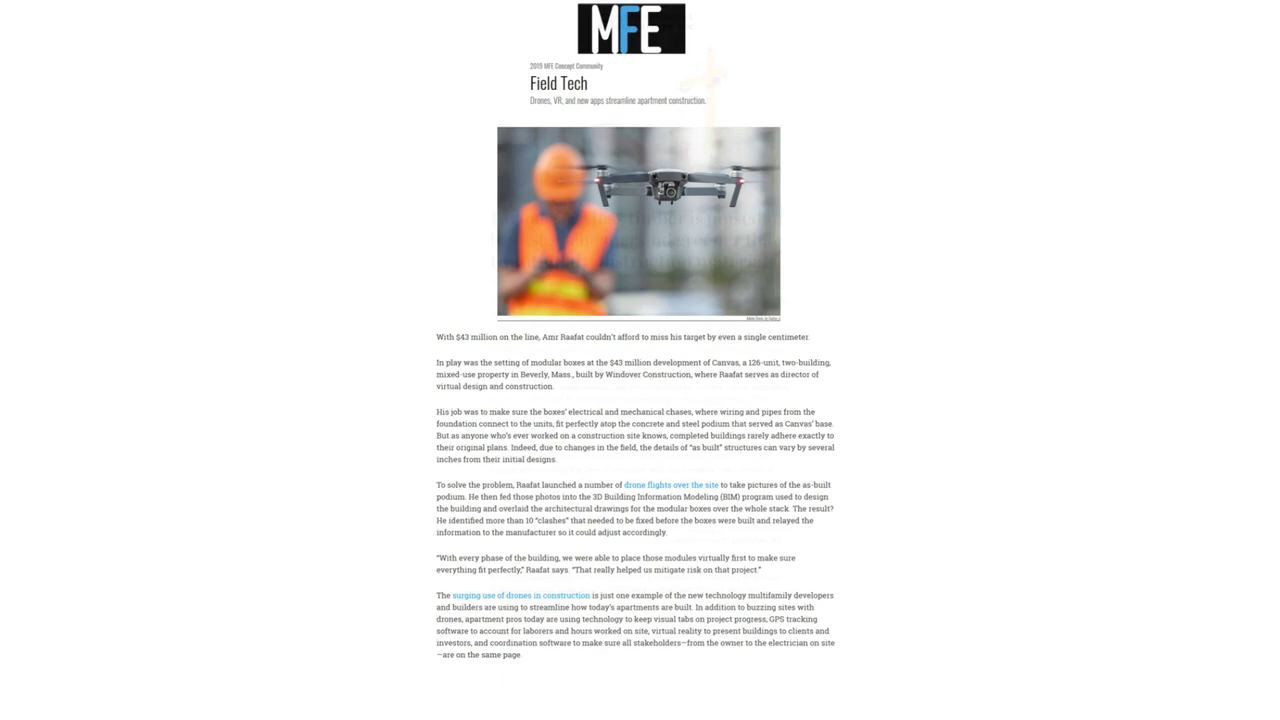 MFE
2019 MFE Concept Community
Field Tech
Drones, VR, and new apps streamline apartment construction.
With $43 million on the line, Amr Raafat couldn't afford to miss his target by even a single centimeter.
In play was the setting of modular boxes at the $43 million development of Canvas, a 126-unit, two-building,
mixed-use property in Beverly, Mass., built by Windover Construction, where Raafat serves as director of
virtual design and construction.
His job was to make sure the boxes' electrical and mechanical chases, where wiring and pipes from the
foundation connect to the units, fit perfectly atop the concrete and steel podium that served as Canvas' base.
But as anyone who's ever worked on a construction site knows, completed buildings rarely adhere exactly to
their original plans. Indeed, due to changes in the field, the details of "as built" structures can vary by several
inches from their initial designs.
To solve the problem, Raafat launched a number of drone flights over the site to take pictures of the as-built
podium. He then fed those photos into the 3D Building Information Modeling (BIM) program used to design
the building and overlaid the architectural drawings for the modular boxes over the whole stack. The result?
He identified more than 10 "clashes" that needed to be fixed before the boxes were built and relayed the
information to the manufacturer so it could adjust accordingly.
"With every phase of the building, we were able to place those modules virtually first to make sure
everything fit perfectly," Raafat says. "That really helped us mitigate risk on that project."
The surging use of drones in construction is just one example of the new technology multifamily developers
and builders are using to streamline how today's apartments are built. In addition to buzzing sites with
drones, apartment pros today are using technology to keep visual tabs on project progress, GPS tracking
software to account for laborers and hours worked on site, virtual reality to present buildings to clients and
investors, and coordination software to make sure all stakeholders—from the owner to the electrician on site
—are on the same page.